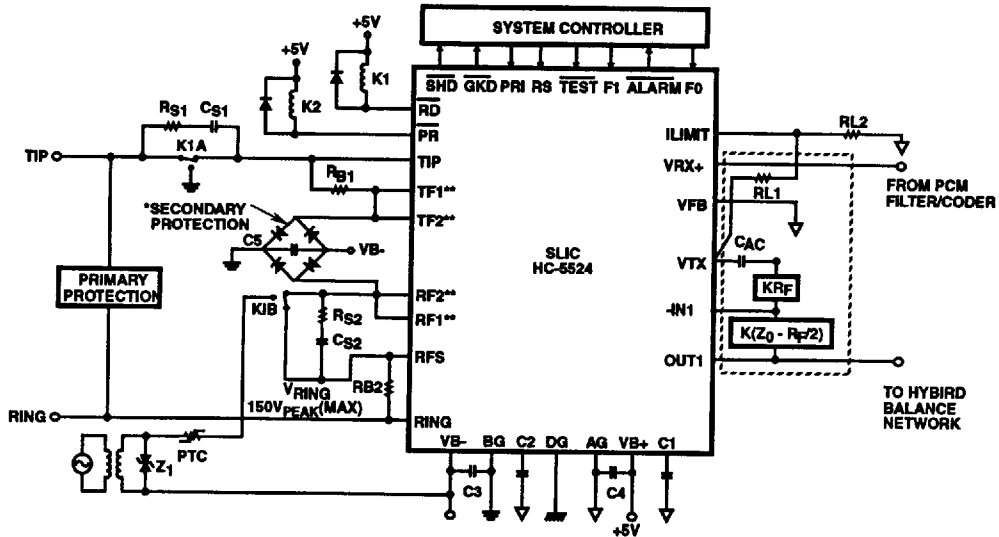 SYSTEM CONTROLLER
+5V
+5V
K1
K2
SHD GKD PRI RS TEST F1 ALARM F0
RD
PR
ILIMIT
RL2
RS1 CS1
TIP
K1A
TIP
VRX+
FROM PCM
FILTER/CODER
RL1
RB1
TF1**
VFB
*SECONDARY
PROTECTION
TF2**
C5
VB-
SLIC
HC-5524
CAC
VTX
KRF
PRIMARY
PROTECTION
KIB
RF2**
RS2
RF1**
-IN1
K(Z0 - RF/2)
CS2
RFS
OUT1
VRING
150VPEAK(MAX)
RB2
TO HYBIRD
BALANCE
NETWORK
RING
RING
PTC
Z1
VB- BG C2 DG AG VB+ C1
C3
C4
+5V